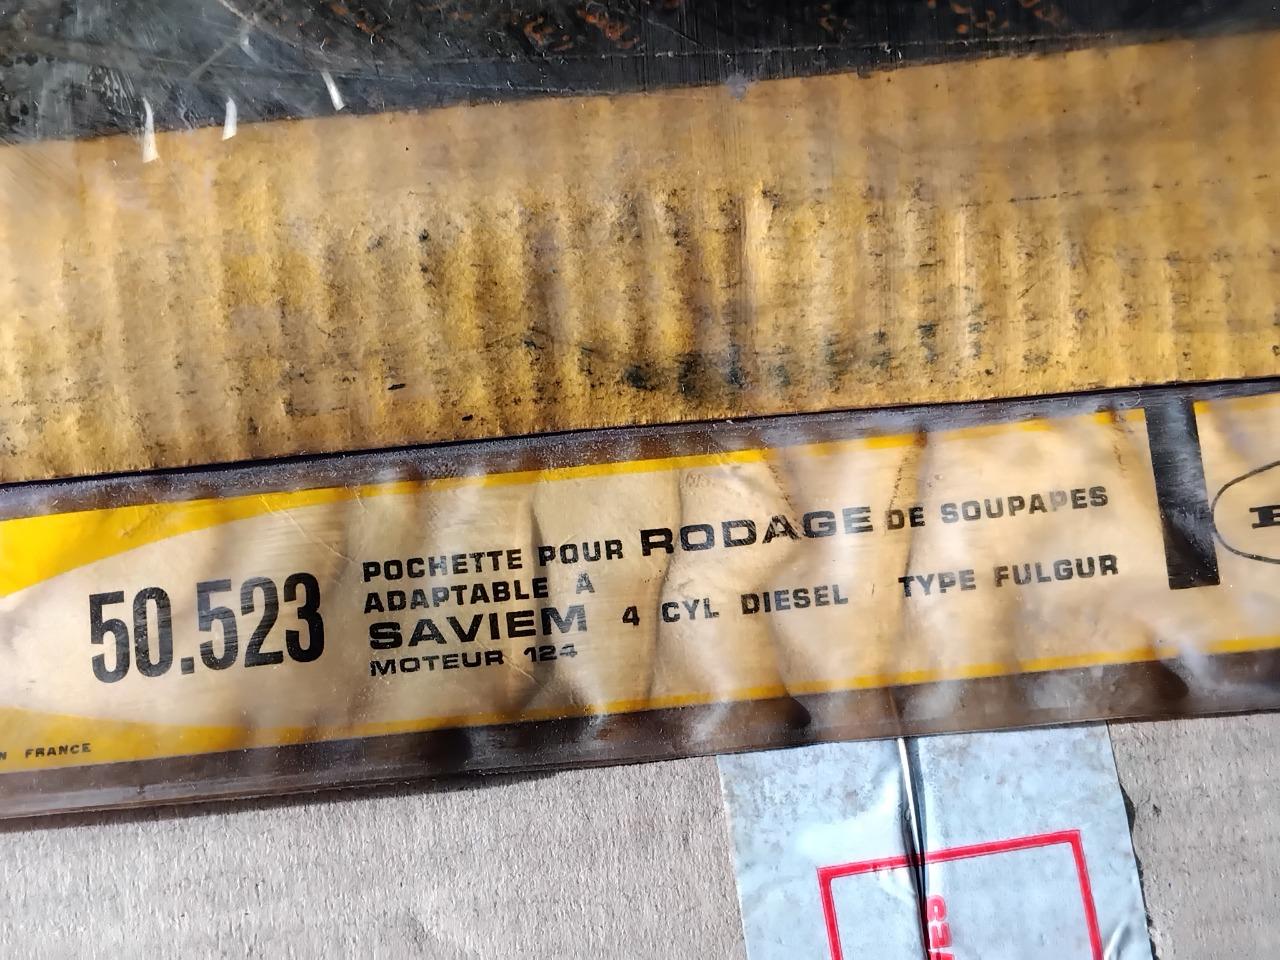 50.523
POCHETTE POUR RODAGE DE SOUPAPES
ADAPTABLE A
SAVIEM 4 CYL DIESEL TYPE FULGUR
MOTEUR 124
FRANCE